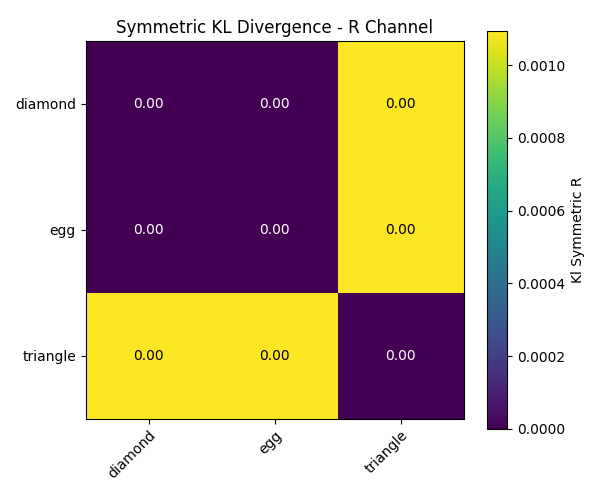 Symmetric KL Divergence - R Channel
diamond
0.00 0.00 0.00
egg
0.00 0.00 0.00
triangle
0.00 0.00 0.00
diamond
egg
triangle
0.0010
0.0008
0.0006
0.0004
0.0002
0.0000
Kl Symmetric R